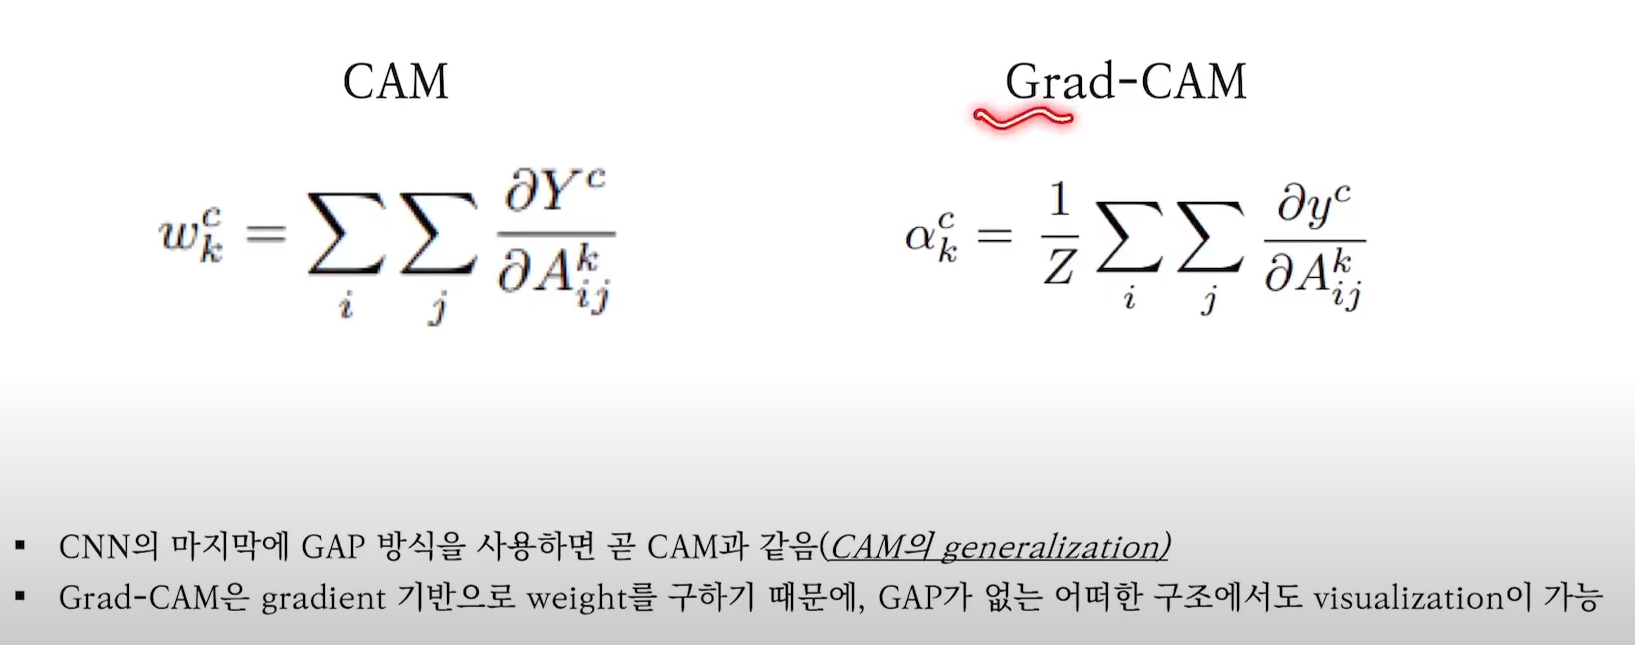 CAM
Grad-CAM
w_k^c = \sum_i \sum_j \frac{\partial Y^c}{\partial A_{ij}^k}
\alpha_k^c = \frac{1}{Z} \sum_i \sum_j \frac{\partial y^c}{\partial A_{ij}^k}
▪ CNN의 마지막에 GAP 방식을 사용하면 곧 CAM과 같음(CAM의 generalization)
▪ Grad-CAM은 gradient 기반으로 weight를 구하기 때문에, GAP가 없는 어떠한 구조에서도 visualization이 가능